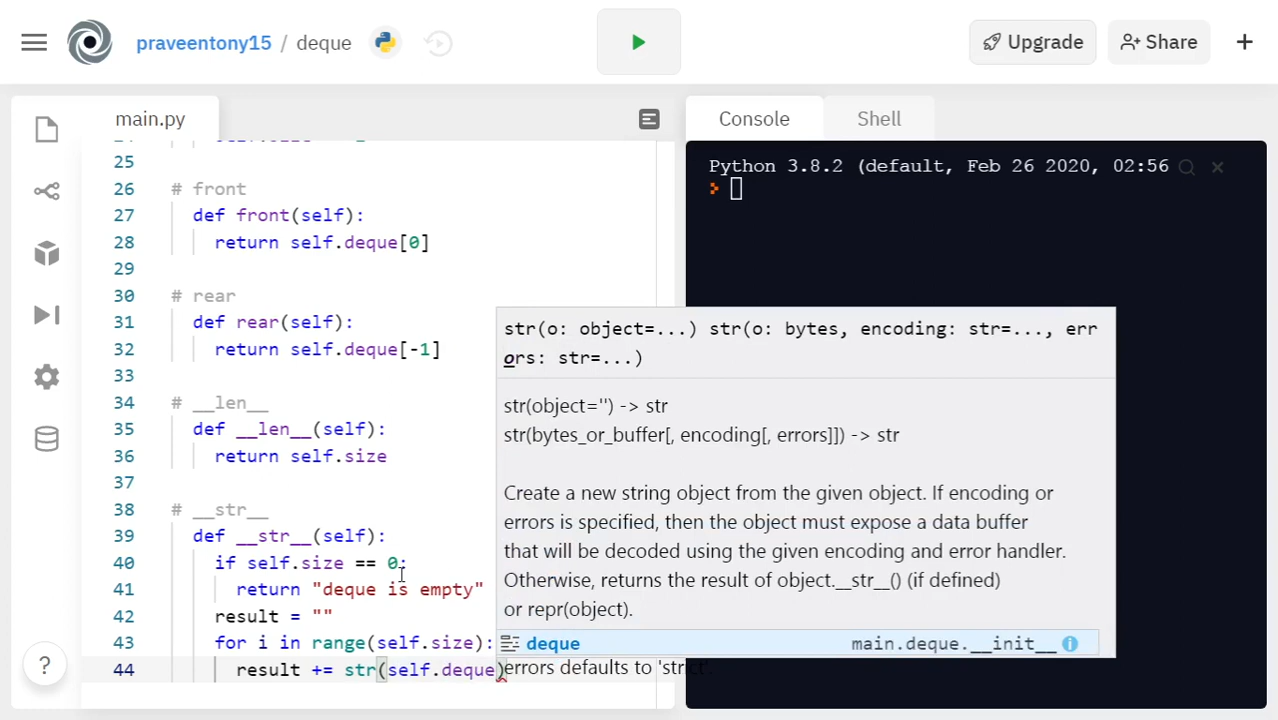 praveentony15 / deque
Upgrade
Share
main.py
Console
Shell
25
26 # front
27 def front(self):
28 return self.deque[0]
29
30 # rear
31 def rear(self):
32 return self.deque[-1]
33
34 # __len__
35 def __len__(self):
36 return self.size
37
38 # __str__
39 def __str__(self):
40 if self.size == 0:
41 return "deque is empty"
42 result = ""
43 for i in range(self.size):
44 result += str(self.deque)
str(o: object=...) str(o: bytes, encoding: str=..., err
ors: str=...)
str(object='') -> str
str(bytes_or_buffer[, encoding[, errors]]) -> str
Create a new string object from the given object. If encoding or
errors is specified, then the object must expose a data buffer
that will be decoded using the given encoding and error handler.
Otherwise, returns the result of object.__str__() (if defined)
or repr(object).
deque main.deque.__init__
errors defaults to 'strict'.
Python 3.8.2 (default, Feb 26 2020, 02:56
?